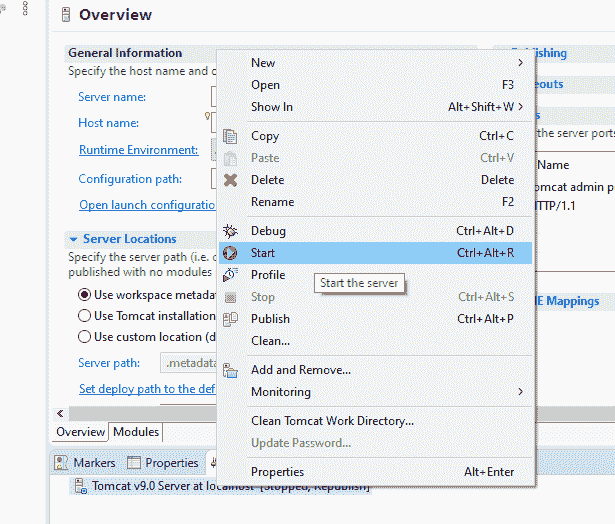 Overview
General Information
Publishing
Specify the host name and
Server name:
Host name:
Runtime Environment:
Configuration path:
Open launch configuration
Server Locations
Specify the server path (i.e.
published with no modules
Use workspace metadat
Use Tomcat installation
Use custom location (d
Server path: .metadata
Set deploy path to the def
the server ports
Name
omcat admin p
HTTP/1.1
Mappings
New
Open F3
Show In Alt+Shift+W
Copy Ctrl+C
Paste Ctrl+V
Delete Delete
Rename F2
Debug Ctrl+Alt+D
Start Ctrl+Alt+R
Profile
Start the server
Stop Ctrl+Alt+S
Publish Ctrl+Alt+P
Clean...
Add and Remove...
Monitoring
Clean Tomcat Work Directory...
Update Password...
Properties Alt+Enter
Overview Modules
Markers Properties
Tomcat v9.0 Server at localhost [Stopped, Republish]